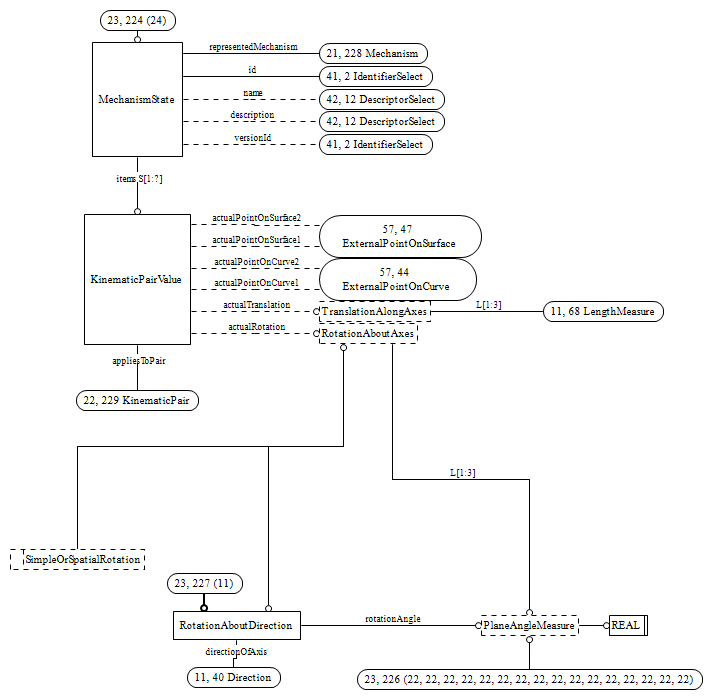 23, 224 (24)
representedMechanism
21, 228 Mechanism
id
41, 2 IdentifierSelect
MechanismState
name
42, 12 DescriptorSelect
description
42, 12 DescriptorSelect
versionId
41, 2 IdentifierSelect
items S[1:?]
actualPointOnSurface2
57, 47
ExternalPointOnSurface
actualPointOnSurface1
actualPointOnCurve2
57, 44
ExternalPointOnCurve
KinematicPairValue
actualPointOnCurve1
actualTranslation
TranslationAlongAxes
L[1:3]
11, 68 LengthMeasure
actualRotation
RotationAboutAxes
appliesToPair
22, 229 KinematicPair
L[1:3]
SimpleOrSpatialRotation
23, 227 (11)
RotationAboutDirection
rotationAngle
PlaneAngleMeasure
REAL
directionOfAxis
11, 40 Direction
23, 226 (22, 22, 22, 22, 22, 22, 22, 22, 22, 22, 22, 22, 22, 22, 22, 22)